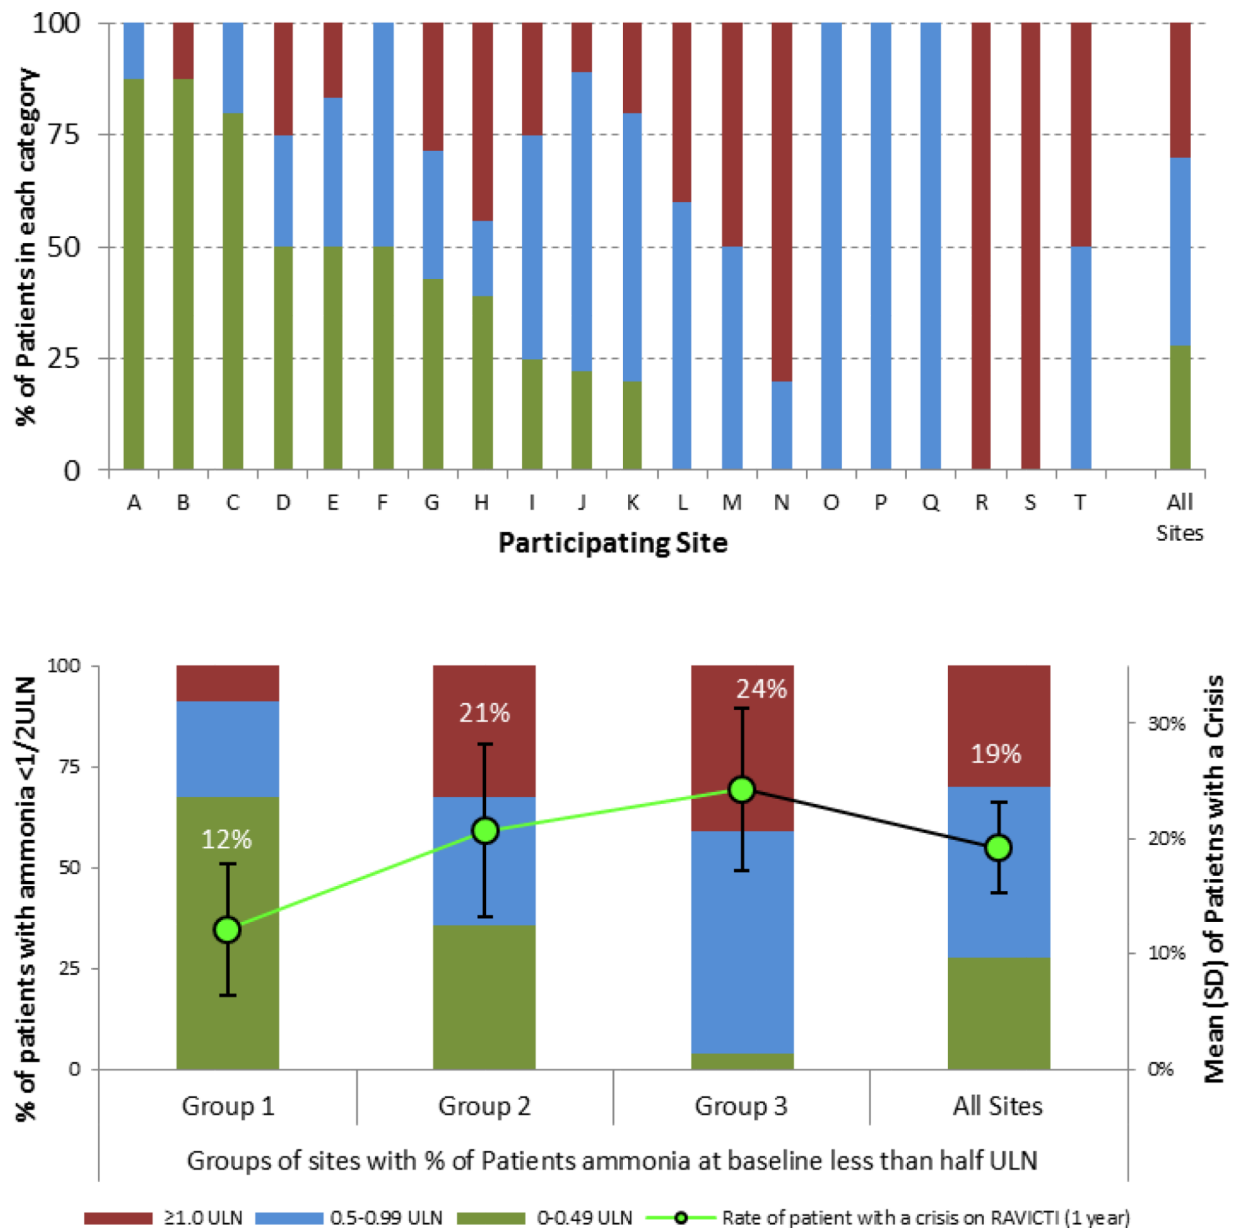 % of Patients in each category
100
75
50
25
0
A B C D E F G H I J K L M N O P Q R S T All Sites
Participating Site
% of patients with ammonia <1/2ULN
100
75
50
25
0
12%
21%
24%
19%
30%
20%
10%
0%
Mean (SD) of Patietns with a Crisis
Group 1 Group 2 Group 3 All Sites
Groups of sites with % of Patients ammonia at baseline less than half ULN
≥1.0 ULN 0.5-0.99 ULN 0-0.49 ULN Rate of patient with a crisis on RAVICTI (1 year)